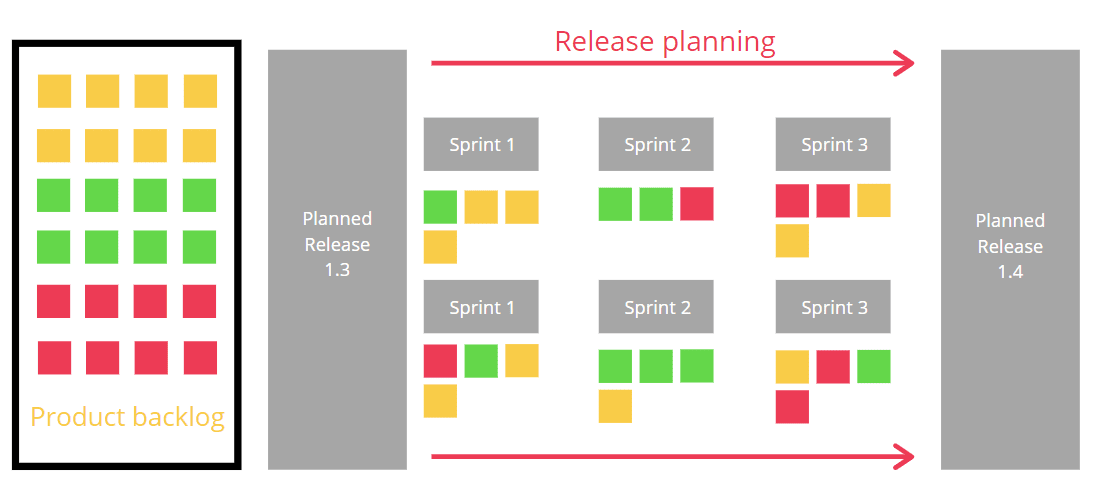 Release planning
Planned
Release
1.3
Sprint 1
Sprint 2
Sprint 3
Sprint 1
Sprint 2
Sprint 3
Planned
Release
1.4
Product backlog